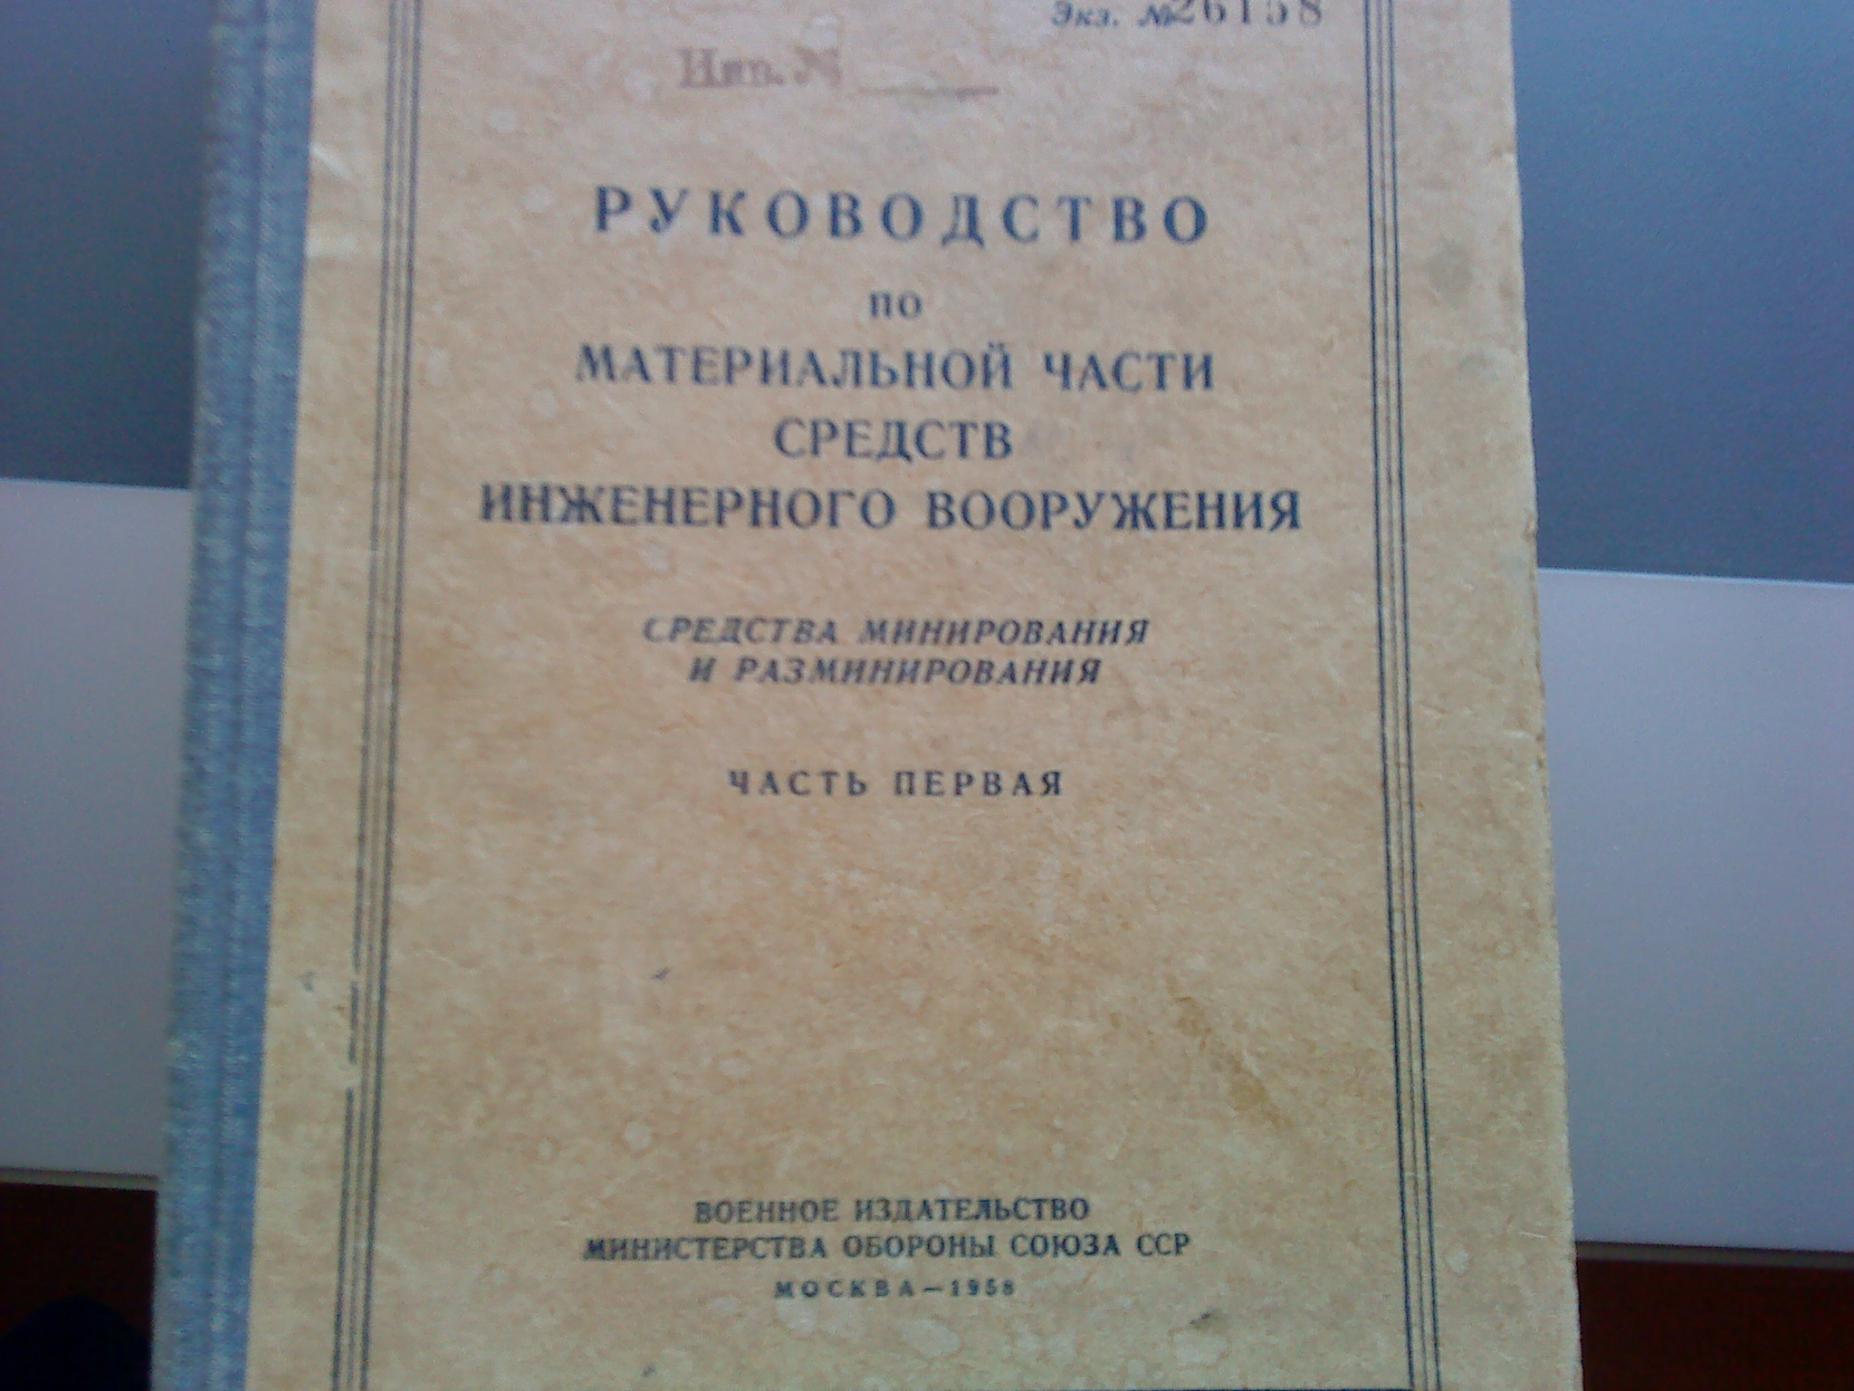 Экз. №26158
Инв. №
РУКОВОДСТВО
по
МАТЕРИАЛЬНОЙ ЧАСТИ
СРЕДСТВ
ИНЖЕНЕРНОГО ВООРУЖЕНИЯ
СРЕДСТВА МИНИРОВАНИЯ
И РАЗМИНИРОВАНИЯ
ЧАСТЬ ПЕРВАЯ
ВОЕННОЕ ИЗДАТЕЛЬСТВО
МИНИСТЕРСТВА ОБОРОНЫ СОЮЗА ССР
МОСКВА—1958